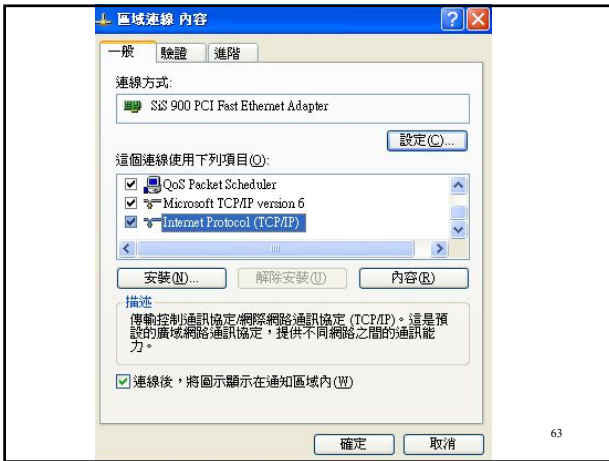 區域連線 內容
一般 驗證 進階
連線方式:
SiS 900 PCI Fast Ethernet Adapter
設定(C)...
這個連線使用下列項目(O):
QoS Packet Scheduler
Microsoft TCP/IP version 6
Internet Protocol (TCP/IP)
安裝(N)... 解除安裝(U) 內容(R)
描述
傳輸控制通訊協定/網際網路通訊協定 (TCP/IP)。這是預
設的廣域網路通訊協定，提供不同網路之間的通訊能
力。
連線後，將圖示顯示在通知區域內(W)
確定 取消
63